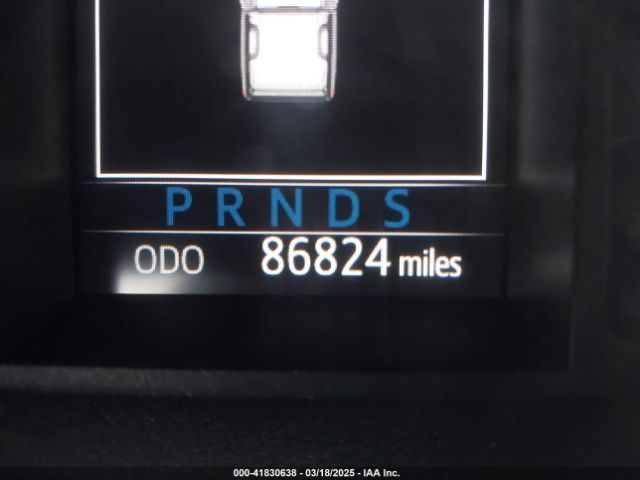 P R N D S
ODO 86824 miles
000-41830638 - 03/18/2025 - IAA Inc.